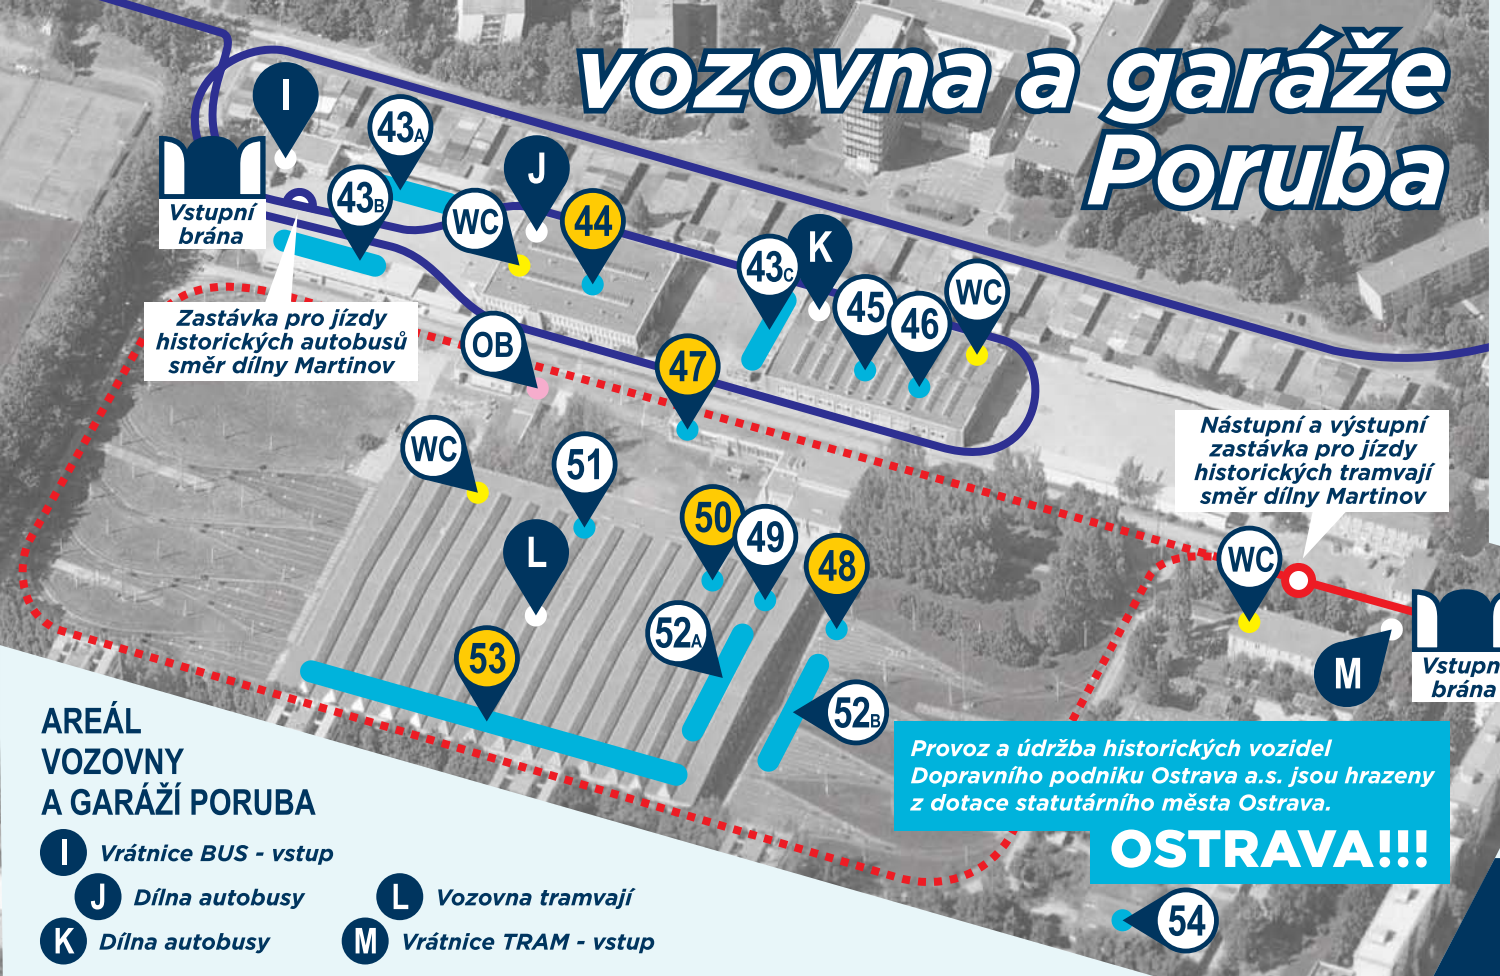 vozovna a garáže
Poruba
I
43A
J
43B
WC
44
Vstupní
brána
43C
K
45
46
WC
Zastávka pro jízdy
historických autobusů
směr dílny Martinov
OB
47
WC
51
Nástupní a výstupní
zastávka pro jízdy
historických tramvají
směr dílny Martinov
50
49
48
L
WC
52A
53
M
Vstupn
brána
52B
AREÁL
VOZOVNY
A GARÁŽÍ PORUBA
I Vrátnice BUS - vstup
J Dílna autobusy
L Vozovna tramvají
K Dílna autobusy
M Vrátnice TRAM - vstup
Provoz a údržba historických vozidel
Dopravního podniku Ostrava a.s. jsou hrazeny
z dotace statutárního města Ostrava.
OSTRAVA!!!
54